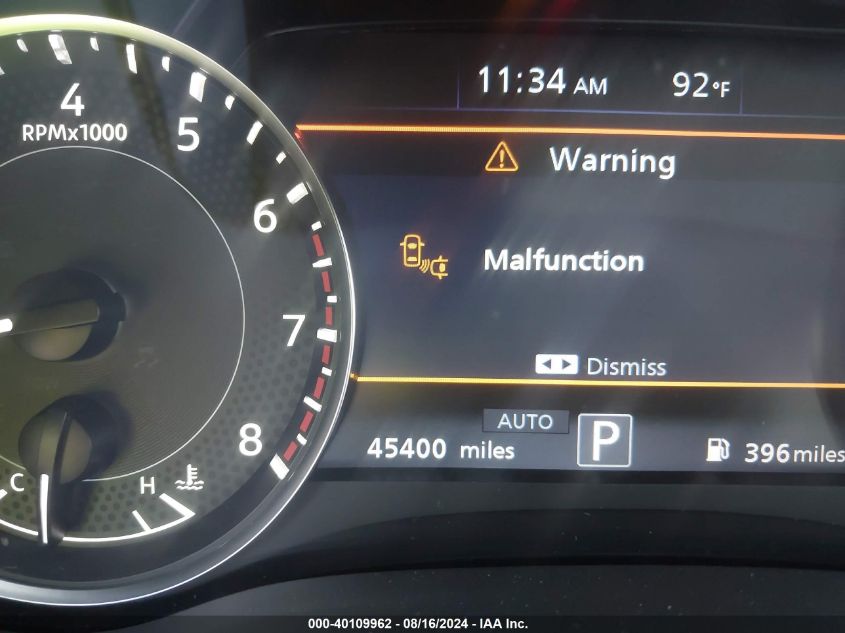 11:34 AM 92°F
4
RPMx1000
5
Warning
6
Malfunction
7
Dismiss
AUTO
8
45400 miles P 396 miles
C H
000-40109962 - 08/16/2024 - IAA Inc.